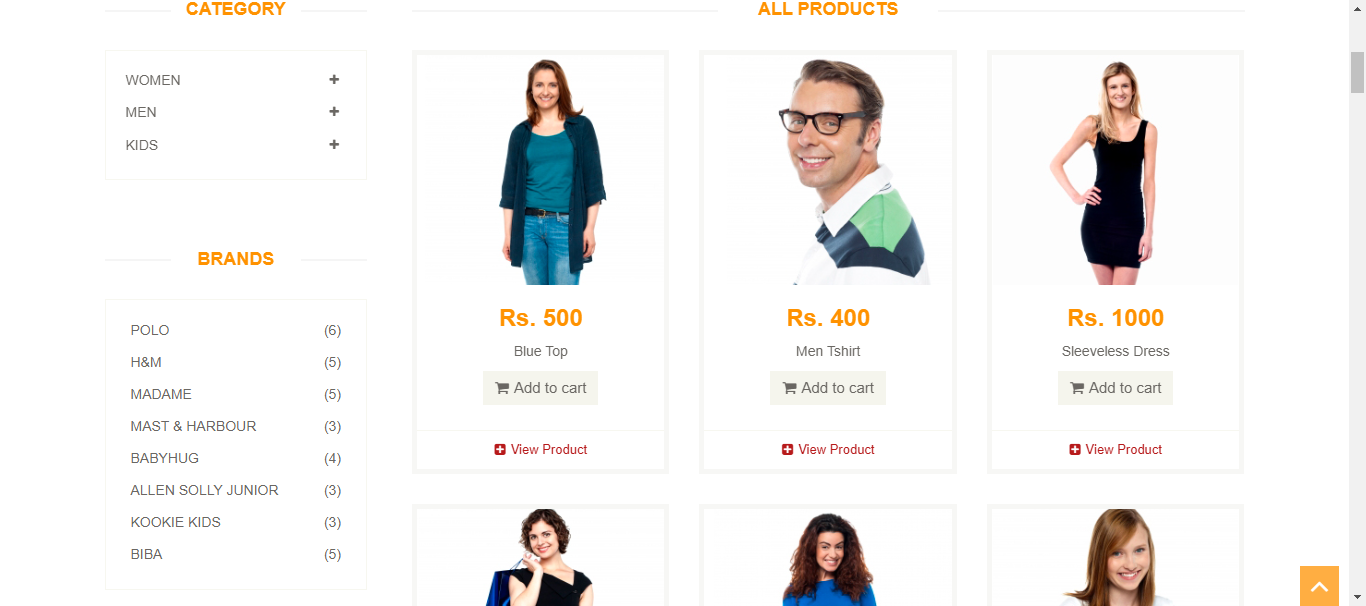 CATEGORY
WOMEN
MEN
KIDS
BRANDS
POLO (6)
H&M (5)
MADAME (5)
MAST & HARBOUR (3)
BABYHUG (4)
ALLEN SOLLY JUNIOR (3)
KOOKIE KIDS (3)
BIBA (5)
ALL PRODUCTS
Rs. 500
Blue Top
Add to cart
View Product
Rs. 400
Men Tshirt
Add to cart
View Product
Rs. 1000
Sleeveless Dress
Add to cart
View Product